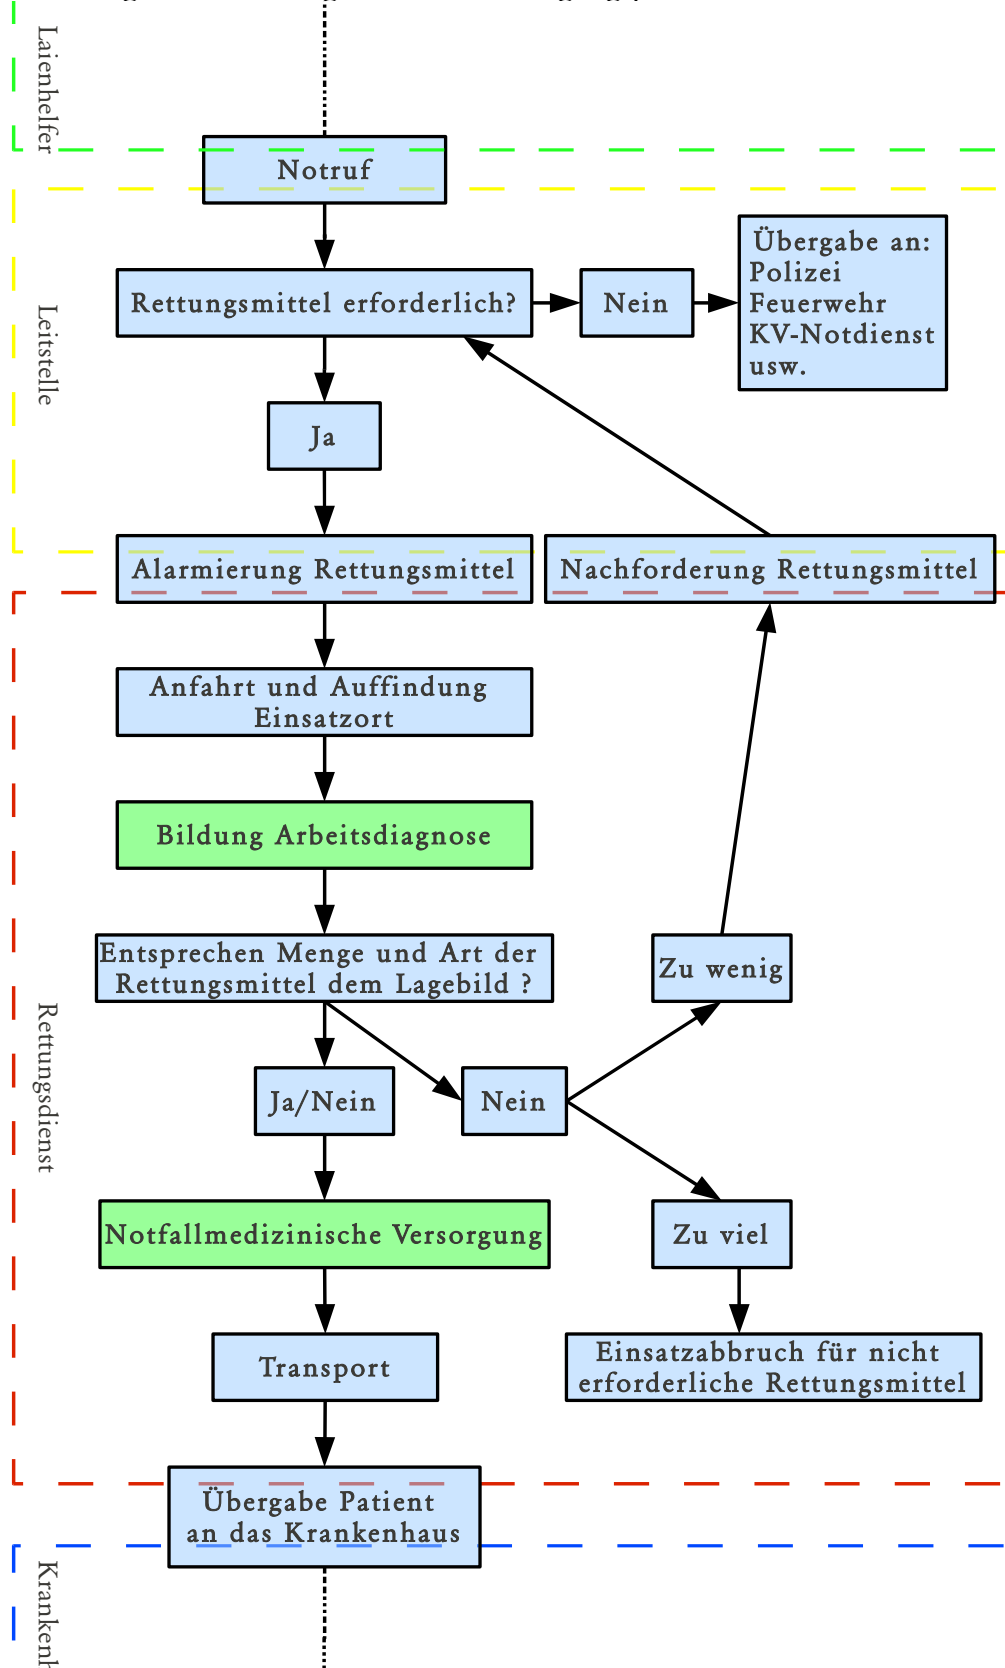 Laienhelfer
Notruf
Leitstelle
Rettungsmittel erforderlich?
Nein
Übergabe an:
Polizei
Feuerwehr
KV-Notdienst
usw.
Ja
Alarmierung Rettungsmittel
Nachforderung Rettungsmittel
Rettungsdienst
Anfahrt und Auffindung
Einsatzort
Bildung Arbeitsdiagnose
Entsprechen Menge und Art der
Rettungsmittel dem Lagebild ?
Zu wenig
Ja/Nein
Nein
Notfallmedizinische Versorgung
Zu viel
Transport
Einsatzabbruch für nicht
erforderliche Rettungsmittel
Übergabe Patient
an das Krankenhaus